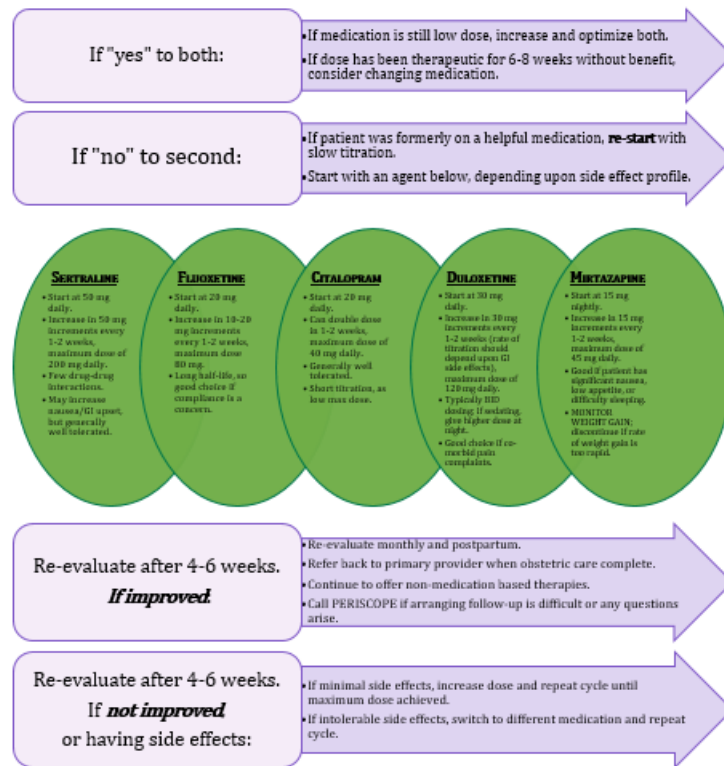 If "yes" to both:
•If medication is still low dose, increase and optimize both.
•If dose has been therapeutic for 6-8 weeks without benefit,
consider changing medication.
If "no" to second:
•If patient was formerly on a helpful medication, re-start with
slow titration.
•Start with an agent below, depending upon side effect profile.
SERTRALINE
• Start at 50 mg
daily.
• Increase in 50 mg
increments every
1-2 weeks,
maximum dose of
200 mg daily.
• Few drug-drug
interactions.
• May increase
nausea/GI upset,
but generally
well tolerated.
FLUOXETINE
• Start at 20 mg
daily.
• Increase in 10-20
mg increments
every 1-2 weeks,
maximum dose
80 mg.
• Long half-life, so
good choice if
compliance is a
concern.
CITALOPRAM
• Start at 20 mg
daily.
• Can double dose
in 1-2 weeks,
maximum dose of
40 mg daily.
• Generally well
tolerated.
• Short titration, as
low max dose.
DULOXETINE
• Start at 30 mg
daily.
• Increase in 30 mg
increments every
1-2 weeks (rate of
titration should
depend upon GI
side effects),
maximum dose of
120 mg daily.
• Typically BID
dosing; if sedating,
give higher dose at
night.
• Good choice if co-
morbid pain
complaints.
MIRTAZAPINE
• Start at 15 mg
nightly.
• Increase in 15 mg
increments every
1-2 weeks,
maximum dose of
45 mg daily.
• Good if patient has
significant nausea,
low appetite, or
difficulty sleeping.
• MONITOR
WEIGHT GAIN;
discontinue if rate
of weight gain is
too rapid.
Re-evaluate after 4-6 weeks.
If improved:
•Re-evaluate monthly and postpartum.
•Refer back to primary provider when obstetric care complete.
•Continue to offer non-medication based therapies.
•Call PERISCOPE if arranging follow-up is difficult or any questions
arise.
Re-evaluate after 4-6 weeks.
If not improved,
or having side effects:
•If minimal side effects, increase dose and repeat cycle until
maximum dose achieved.
•If intolerable side effects, switch to different medication and repeat
cycle.